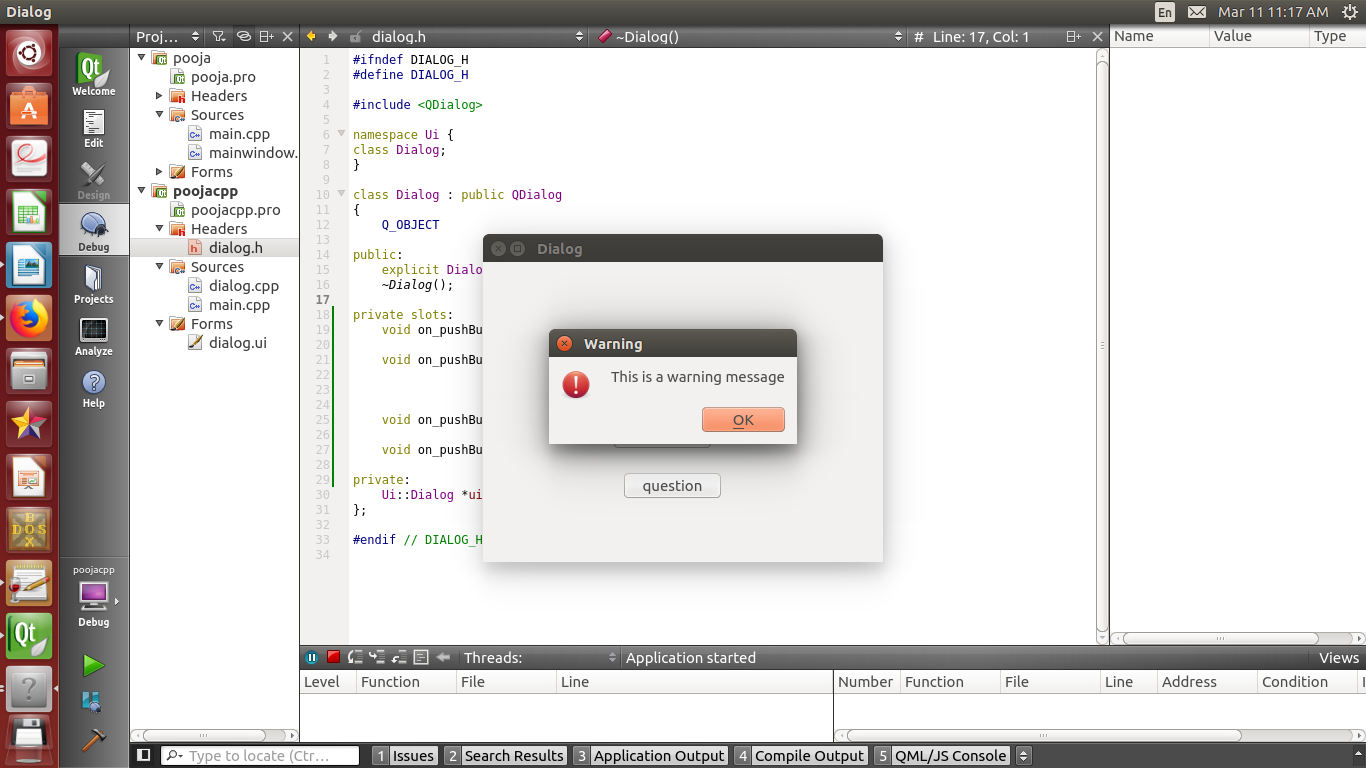 Dialog
En
Mar 11 11:17 AM
Proj...
dialog.h
~Dialog()
#
Line: 17, Col: 1
Name
Value
Type
Qt
Welcome
Edit
Design
Debug
Projects
Analyze
Help
poojacpp
Debug
pooja
pooja.pro
Headers
Sources
main.cpp
mainwindow.
Forms
poojacpp
poojacpp.pro
Headers
dialog.h
Sources
dialog.cpp
main.cpp
Forms
dialog.ui
1 #ifndef DIALOG_H
2 #define DIALOG_H
3
4 #include <QDialog>
5
6 namespace Ui {
7 class Dialog;
8 }
9
10 class Dialog : public QDialog
11 {
12 Q_OBJECT
13
14 public:
15 explicit Dialo
16 ~Dialog();
17
18 private slots:
19 void on_pushBu
20
21 void on_pushBu
22
23
24
25 void on_pushBu
26
27 void on_pushBu
28
29 private:
30 Ui::Dialog *ui
31 };
32
33 #endif // DIALOG_H
34
Dialog
Warning
This is a warning message
OK
question
Threads:
Application started
Views
Level
Function
File
Line
Number
Function
File
Line
Address
Condition
I
Type to locate (Ctr...
1 Issues
2 Search Results
3 Application Output
4 Compile Output
5 QML/JS Console